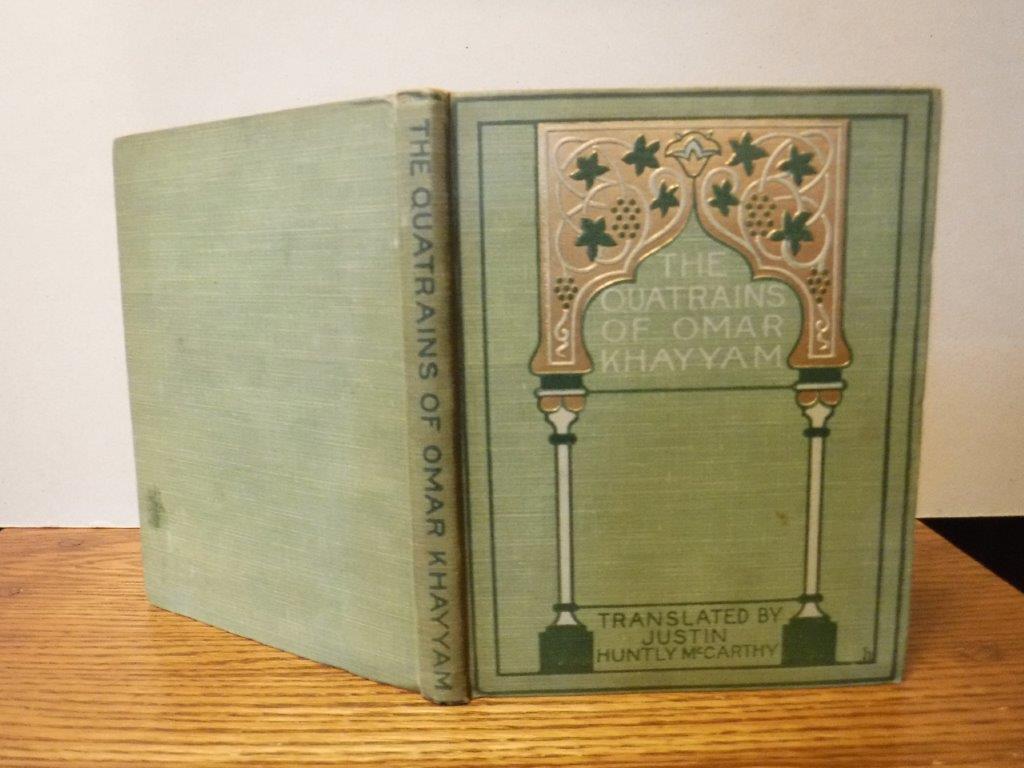 THE QUATRAINS OF OMAR KHAYYAM
THE
QUATRAINS
OF OMAR
KHAYYAM
TRANSLATED BY
JUSTIN
HUNTLY McCARTHY